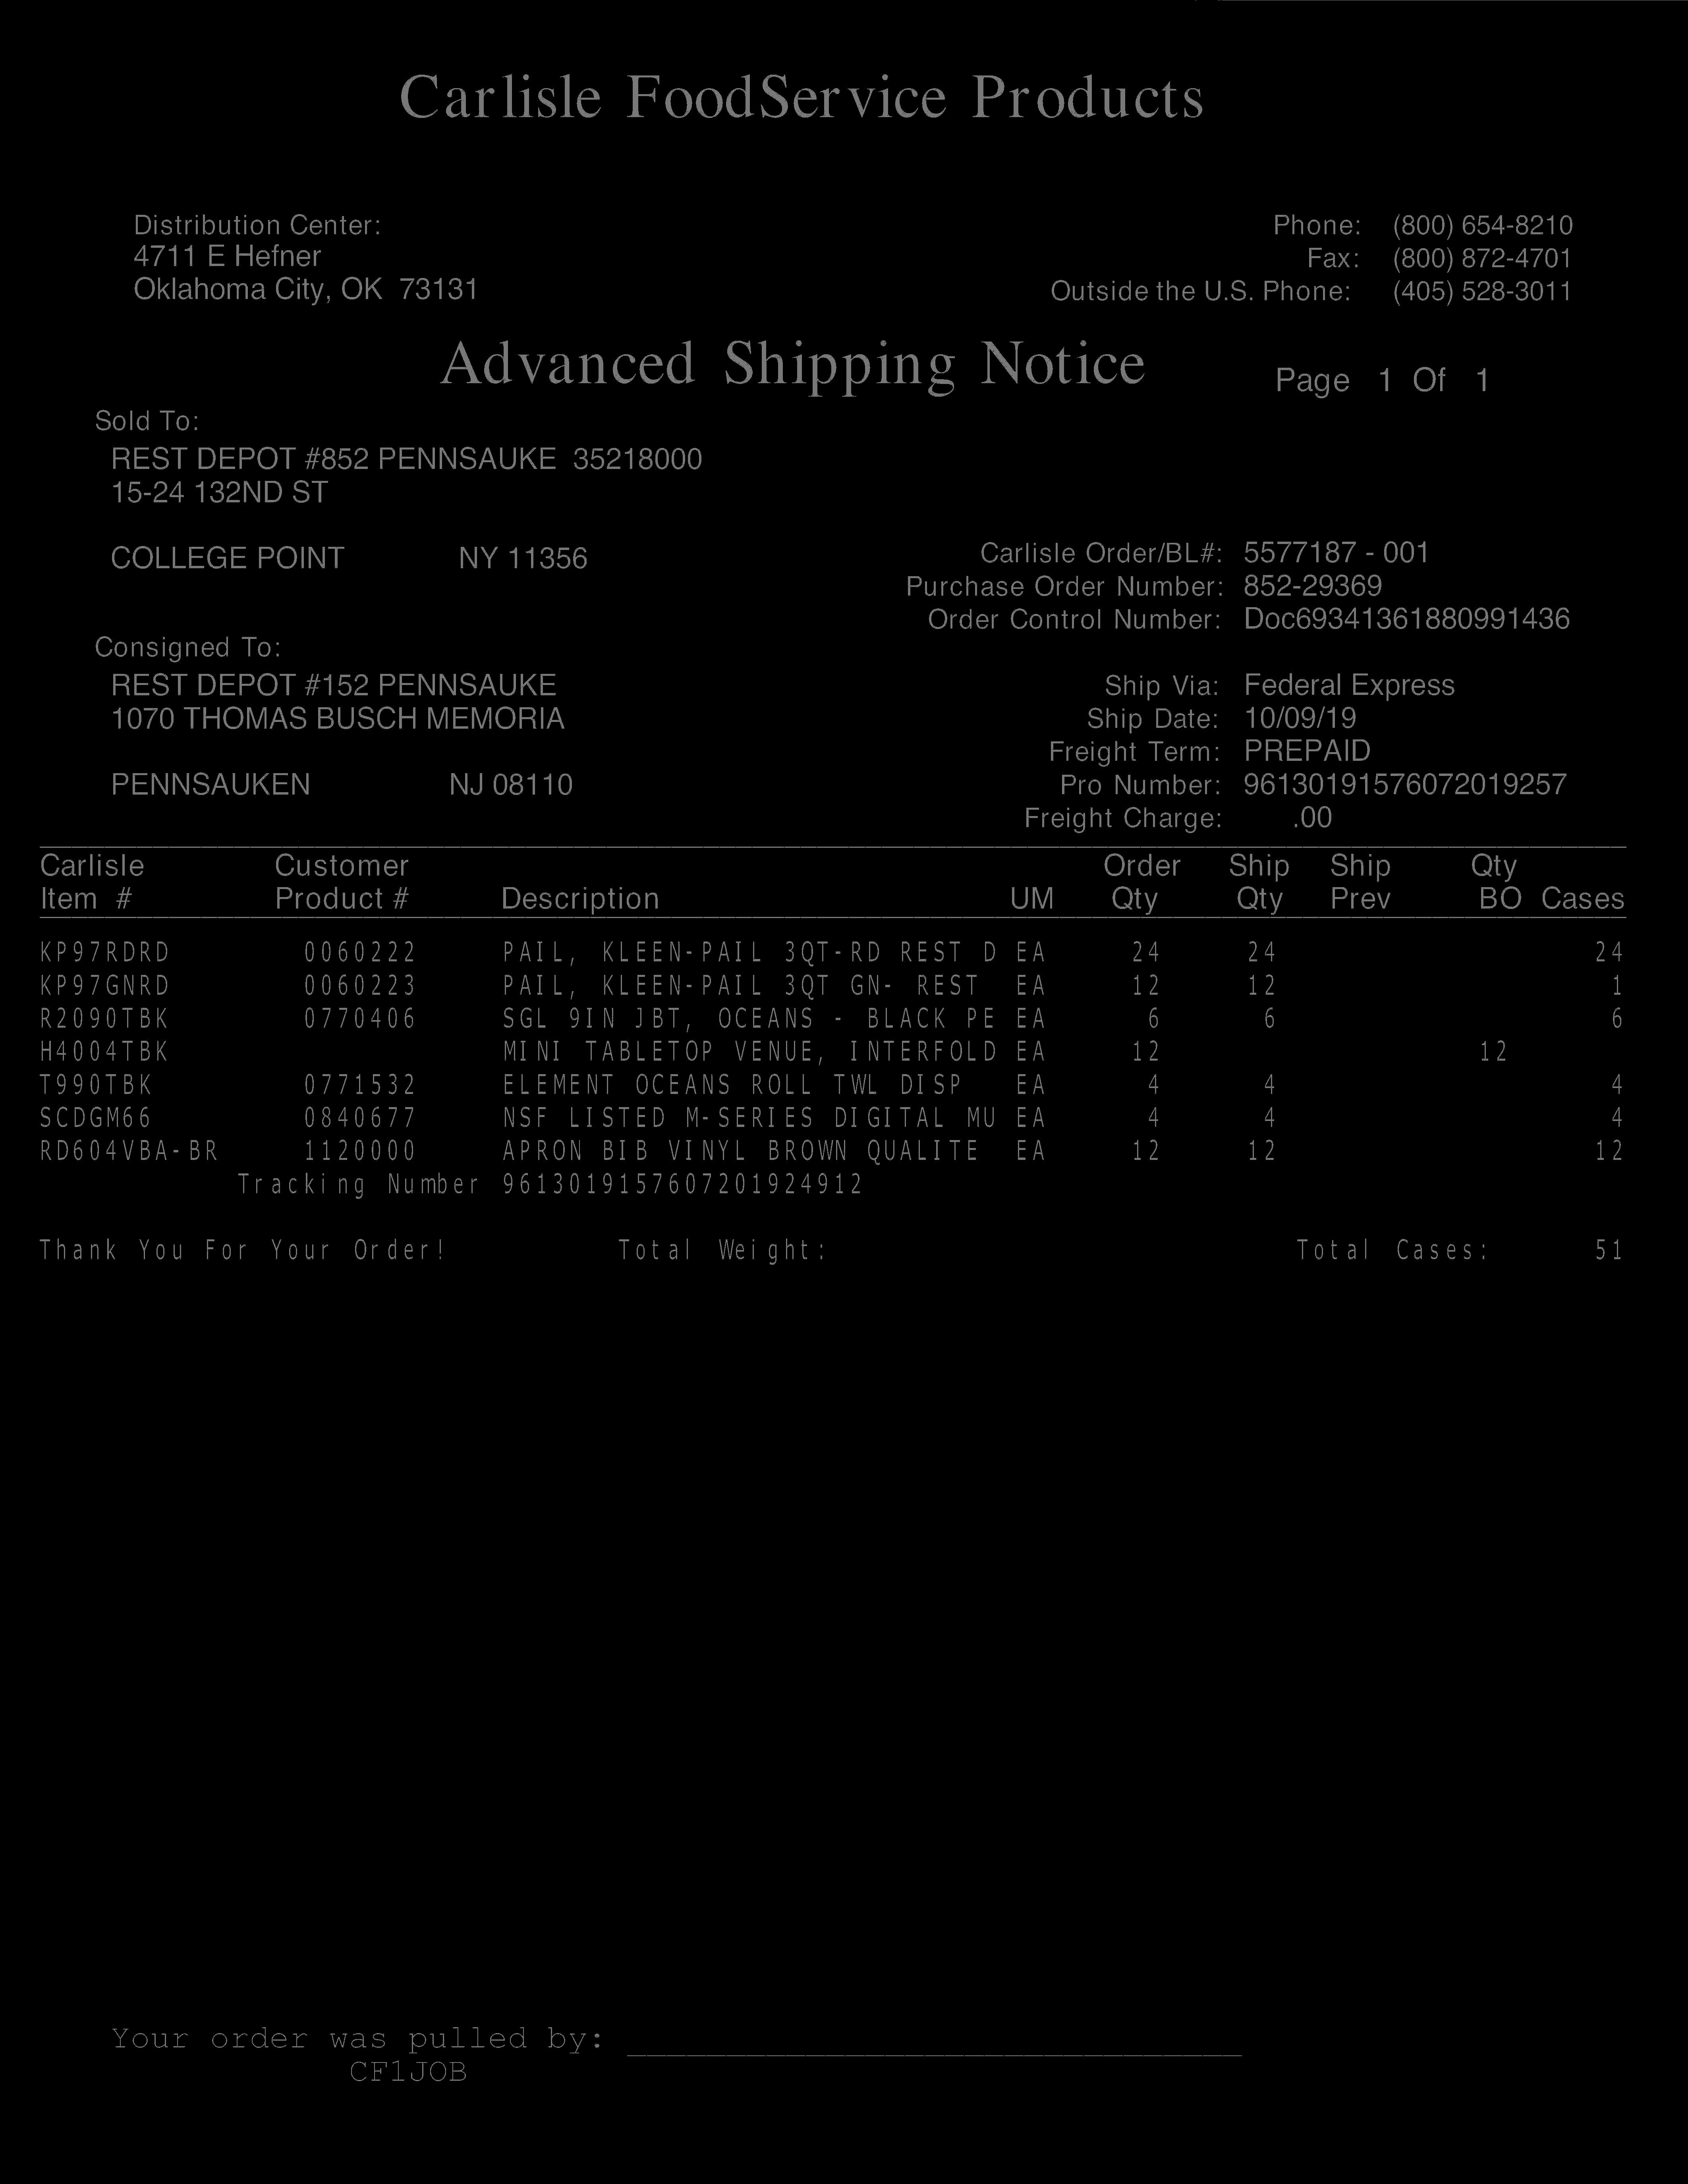 Carlisle FoodService Products
Distribution Center: Phone: (800) 654-8210
4711 E Hefner Fax: (800) 872-4701
Oklahoma City, OK 73131 Outside the U.S. Phone: (405) 528-3011
Advanced Shipping Notice Page 1 Of 1
Sold To:
REST DEPOT #852 PENNSAUKE 35218000
15-24 132ND ST
COLLEGE POINT NY 11356 Carlisle Order/BL#: 5577187 - 001
Purchase Order Number: 852-29369
Order Control Number: Doc69341361880991436
Consigned To:
REST DEPOT #152 PENNSAUKE Ship Via: Federal Express
1070 THOMAS BUSCH MEMORIA Ship Date: 10/09/19
Freight Term: PREPAID
PENNSAUKEN NJ 08110 Pro Number: 96130191576072019257
Freight Charge: .00
Carlisle Customer Order Ship Ship Qty
Item # Product # Description UM Qty Qty Prev BO Cases
KP97RDRD 0060222 PAIL, KLEEN-PAIL 3QT-RD REST D EA 24 24 24
KP97GNRD 0060223 PAIL, KLEEN-PAIL 3QT GN- REST EA 12 12 1
R2090TBK 0770406 SGL 9IN JBT, OCEANS - BLACK PE EA 6 6 6
H4004TBK MINI TABLETOP VENUE, INTERFOLD EA 12 12
T990TBK 0771532 ELEMENT OCEANS ROLL TWL DISP EA 4 4 4
SCDGM66 0840677 NSF LISTED M-SERIES DIGITAL MU EA 4 4 4
RD604VBA-BR 1120000 APRON BIB VINYL BROWN QUALITE EA 12 12 12
Tracking Number 9613019157607201924912
Thank You For Your Order! Total Weight: Total Cases: 51
Your order was pulled by:
CF1JOB